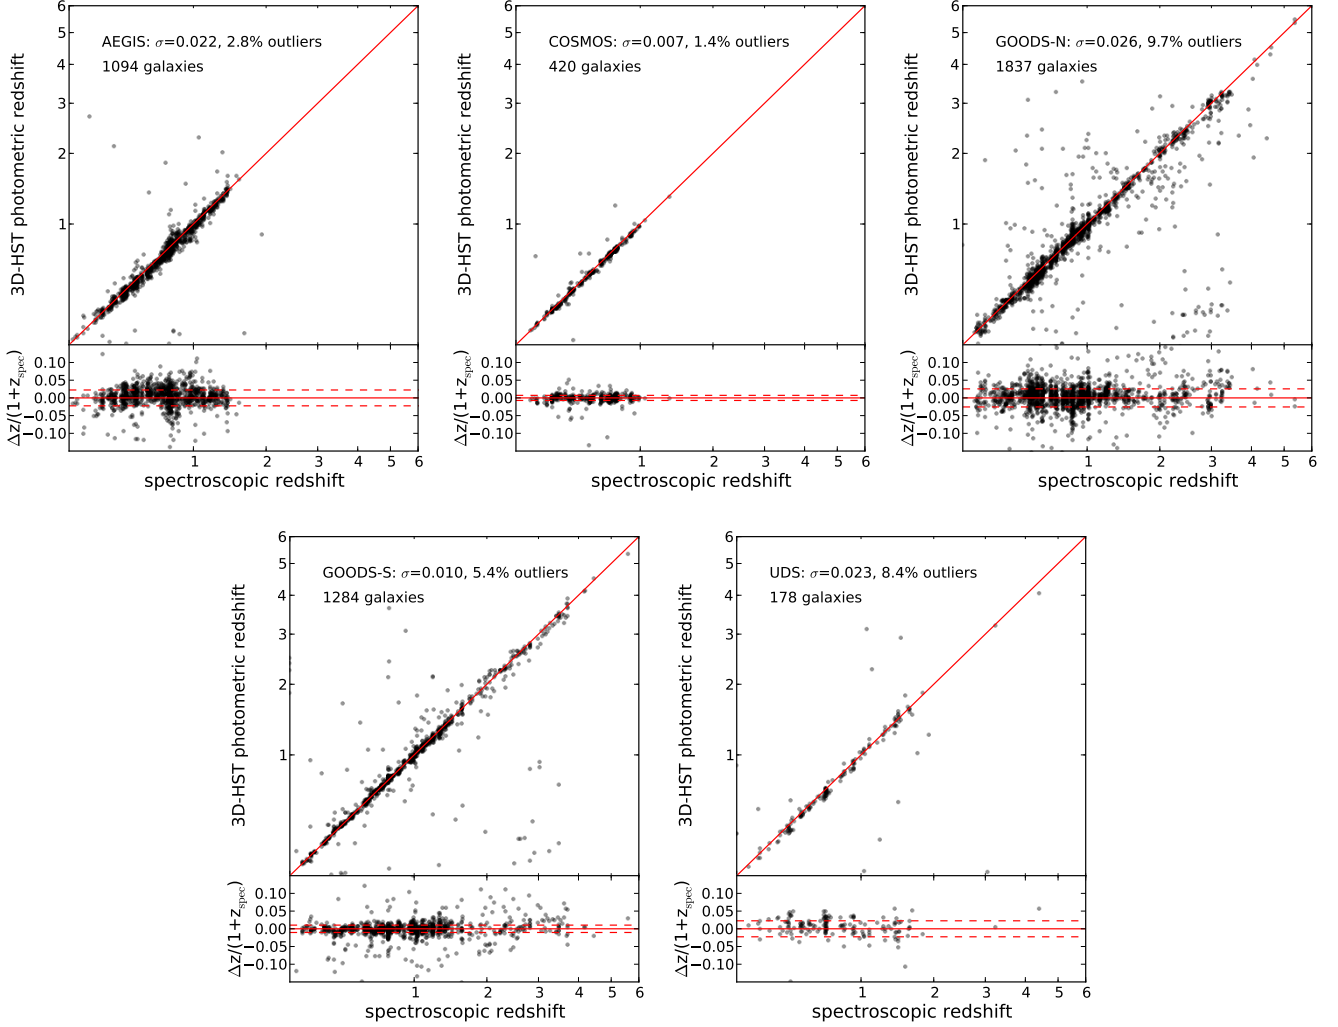 6
5
4
3
2
1
3D-HST photometric redshift
AEGIS: σ=0.022, 2.8% outliers
1094 galaxies
0.10
0.05
0.00
−0.05
−0.10
Δz/(1+z_spec)
1 2 3 4 5 6
spectroscopic redshift
6
5
4
3
2
1
3D-HST photometric redshift
COSMOS: σ=0.007, 1.4% outliers
420 galaxies
0.10
0.05
0.00
−0.05
−0.10
Δz/(1+z_spec)
1 2 3 4 5 6
spectroscopic redshift
6
5
4
3
2
1
3D-HST photometric redshift
GOODS-N: σ=0.026, 9.7% outliers
1837 galaxies
0.10
0.05
0.00
−0.05
−0.10
Δz/(1+z_spec)
1 2 3 4 5 6
spectroscopic redshift
6
5
4
3
2
1
3D-HST photometric redshift
GOODS-S: σ=0.010, 5.4% outliers
1284 galaxies
0.10
0.05
0.00
−0.05
−0.10
Δz/(1+z_spec)
1 2 3 4 5 6
spectroscopic redshift
6
5
4
3
2
1
3D-HST photometric redshift
UDS: σ=0.023, 8.4% outliers
178 galaxies
0.10
0.05
0.00
−0.05
−0.10
Δz/(1+z_spec)
1 2 3 4 5 6
spectroscopic redshift